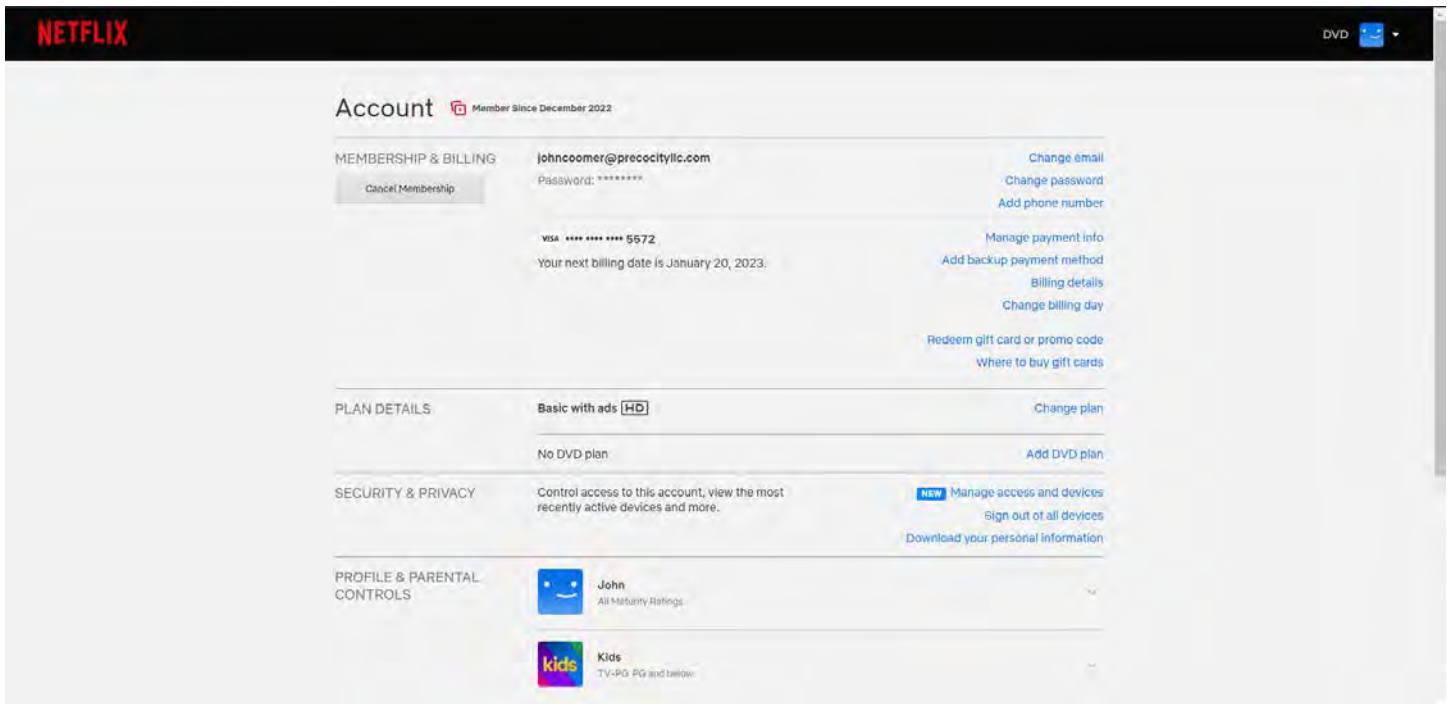 NETFLIX
DVD
Account
Member Since December 2022
MEMBERSHIP & BILLING
Cancel Membership
johncoomer@precocityllc.com
Change email
Password: ********
Change password
Add phone number
VISA •••• •••• •••• 5572
Manage payment info
Your next billing date is January 20, 2023.
Add backup payment method
Billing details
Change billing day
Redeem gift card or promo code
Where to buy gift cards
PLAN DETAILS
Basic with ads HD
Change plan
No DVD plan
Add DVD plan
SECURITY & PRIVACY
Control access to this account, view the most
recently active devices and more.
NEW Manage access and devices
Sign out of all devices
Download your personal information
PROFILE & PARENTAL
CONTROLS
John
All Maturity Ratings
kids
Kids
TV-PG PG and below